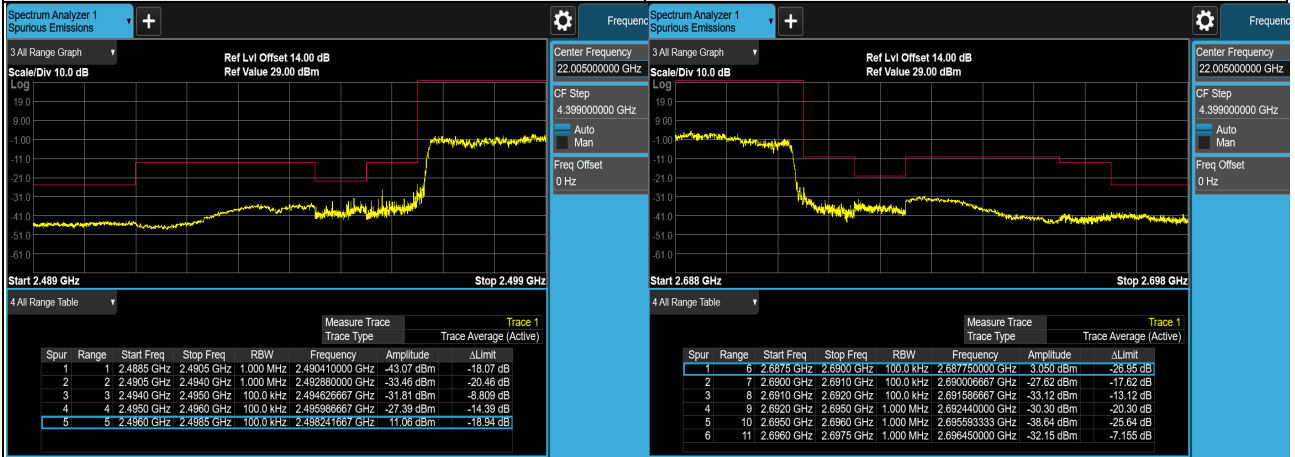 Spectrum Analyzer 1
Spurious Emissions
+
Frequenc
3 All Range Graph
Ref Lvl Offset 14.00 dB
Scale/Div 10.0 dB
Ref Value 29.00 dBm
Log
19.0
9.00
-1.00
-11.0
-21.0
-31.0
-41.0
-51.0
-61.0
Start 2.489 GHz
Stop 2.499 GHz
4 All Range Table
Measure Trace Trace 1
Trace Type Trace Average (Active)
Spur Range Start Freq Stop Freq RBW Frequency Amplitude ΔLimit
1 1 2.4885 GHz 2.4905 GHz 1.000 MHz 2.490410000 GHz -43.07 dBm -18.07 dB
2 2 2.4905 GHz 2.4940 GHz 1.000 MHz 2.492880000 GHz -33.46 dBm -20.46 dB
3 3 2.4940 GHz 2.4950 GHz 100.0 kHz 2.494626667 GHz -31.81 dBm -8.809 dB
4 4 2.4950 GHz 2.4960 GHz 100.0 kHz 2.495986667 GHz -27.39 dBm -14.39 dB
5 5 2.4960 GHz 2.4985 GHz 100.0 kHz 2.498241667 GHz 11.06 dBm -18.94 dB
Center Frequency
22.005000000 GHz
CF Step
4.399000000 GHz
Auto
Man
Freq Offset
0 Hz
Spectrum Analyzer 1
Spurious Emissions
+
Frequenc
3 All Range Graph
Ref Lvl Offset 14.00 dB
Scale/Div 10.0 dB
Ref Value 29.00 dBm
Log
19.0
9.00
-1.00
-11.0
-21.0
-31.0
-41.0
-51.0
-61.0
Start 2.688 GHz
Stop 2.698 GHz
4 All Range Table
Measure Trace Trace 1
Trace Type Trace Average (Active)
Spur Range Start Freq Stop Freq RBW Frequency Amplitude ΔLimit
1 6 2.6875 GHz 2.6900 GHz 100.0 kHz 2.687750000 GHz 3.050 dBm -26.95 dB
2 7 2.6900 GHz 2.6910 GHz 100.0 kHz 2.690006667 GHz -27.62 dBm -17.62 dB
3 8 2.6910 GHz 2.6920 GHz 100.0 kHz 2.691586667 GHz -33.12 dBm -13.12 dB
4 9 2.6920 GHz 2.6950 GHz 1.000 MHz 2.692440000 GHz -30.30 dBm -20.30 dB
5 10 2.6950 GHz 2.6960 GHz 1.000 MHz 2.695593333 GHz -38.64 dBm -25.64 dB
6 11 2.6960 GHz 2.6975 GHz 1.000 MHz 2.696450000 GHz -32.15 dBm -7.155 dB
Center Frequency
22.005000000 GHz
CF Step
4.399000000 GHz
Auto
Man
Freq Offset
0 Hz